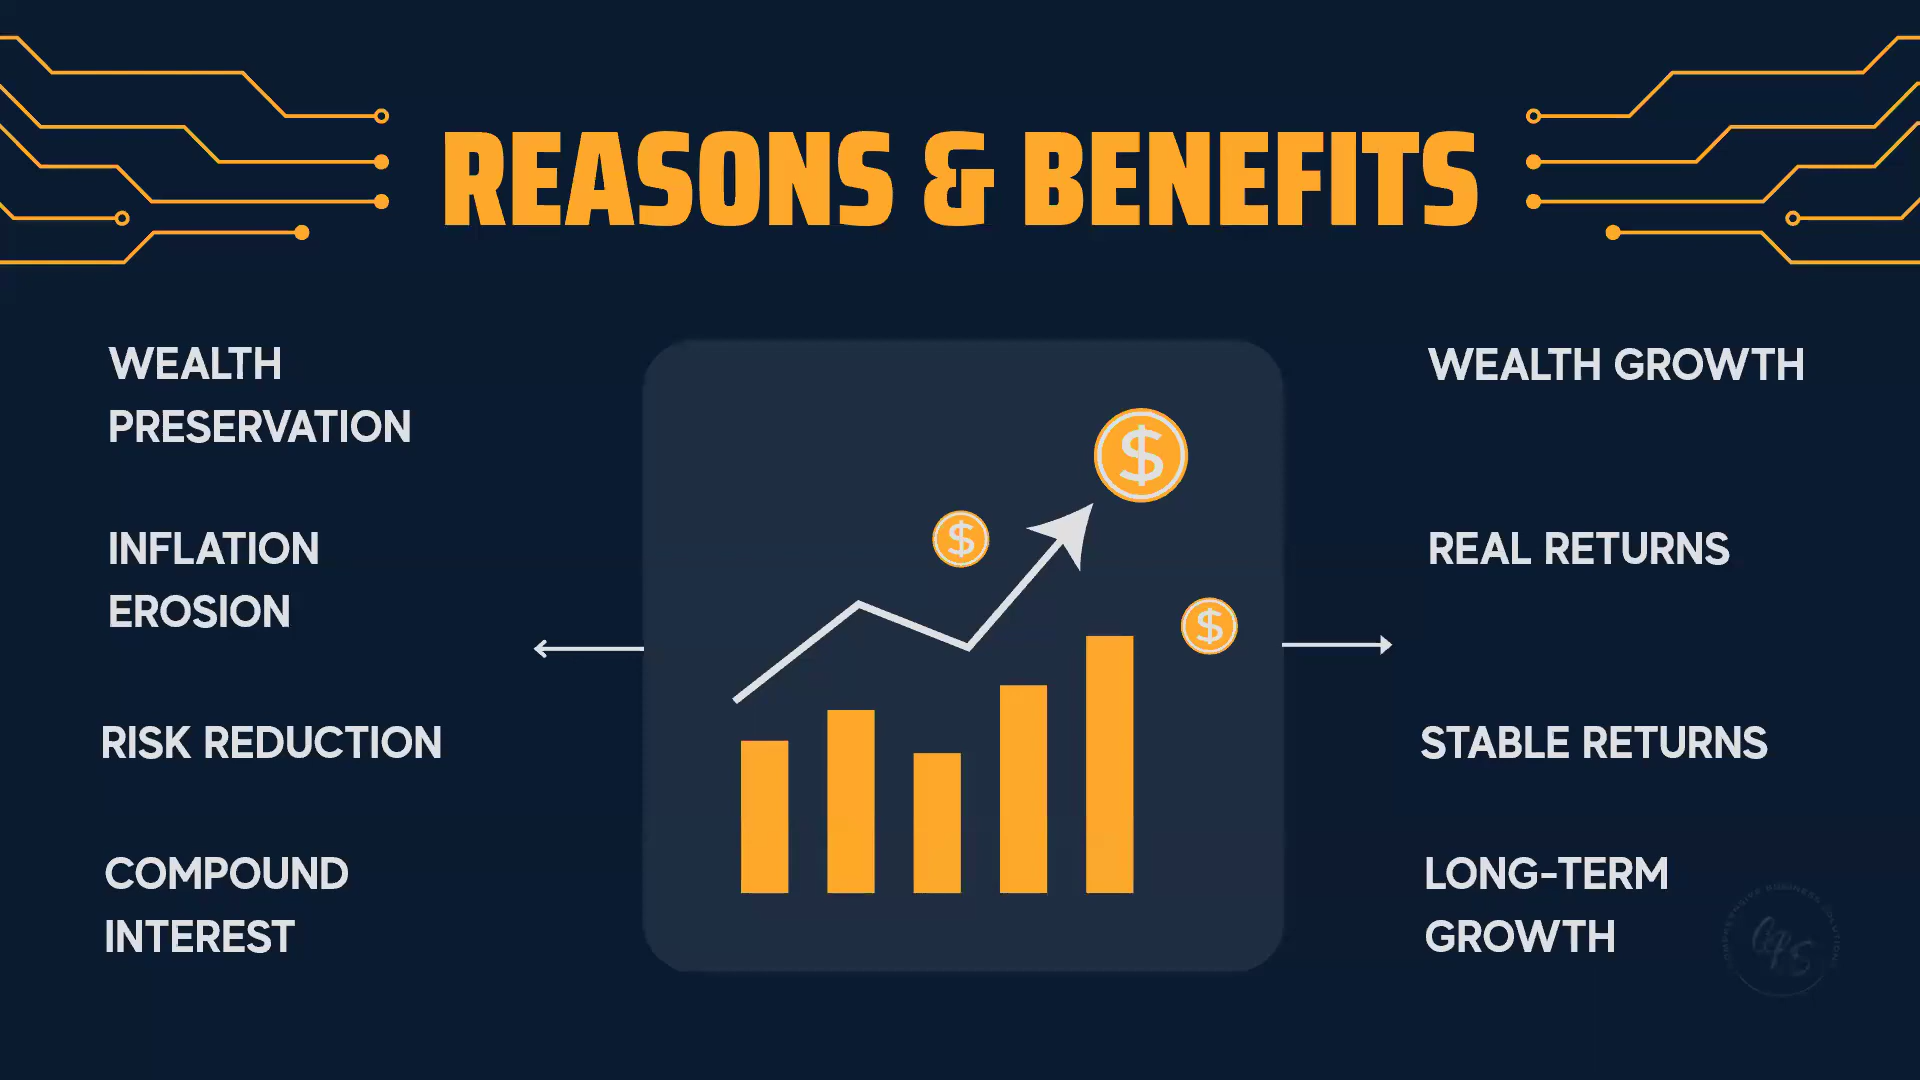 REASONS & BENEFITS
WEALTH
PRESERVATION
INFLATION
EROSION
RISK REDUCTION
COMPOUND
INTEREST
$
$
$
WEALTH GROWTH
REAL RETURNS
STABLE RETURNS
LONG-TERM
GROWTH